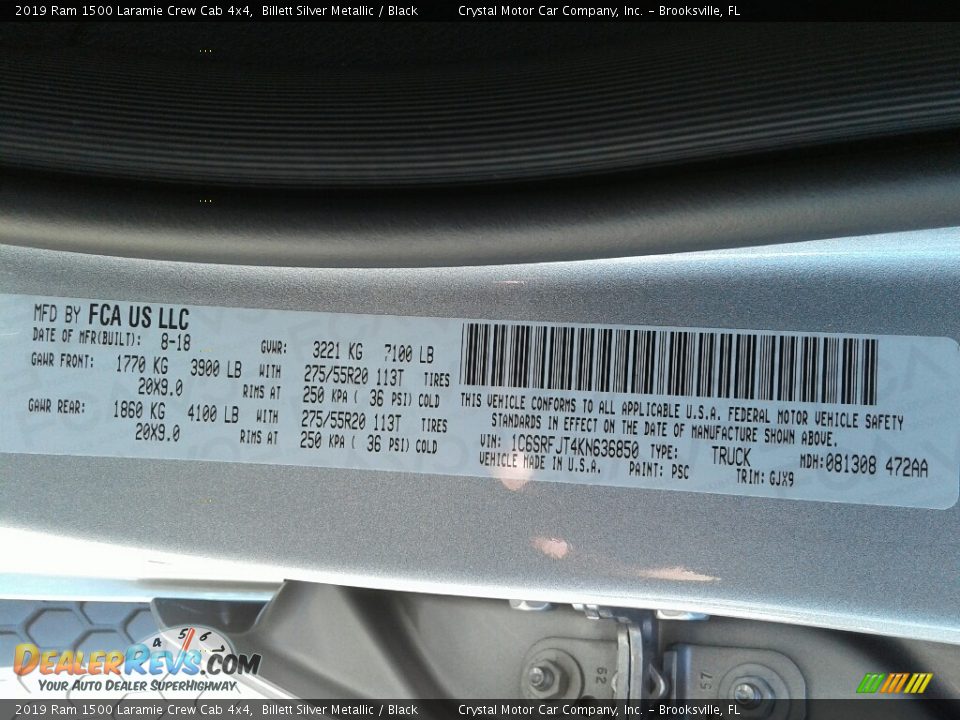 2019 Ram 1500 Laramie Crew Cab 4x4,  Billett Silver Metallic / Black  Crystal Motor Car Company, Inc. - Brooksville, FL
MFD BY FCA US LLC
DATE OF MFR(BUILT): 8-18 GVWR: 3221 KG 7100 LB
GAWR FRONT: 1770 KG 3900 LB WITH 275/55R20 113T TIRES
20X9.0 RIMS AT 250 KPA ( 36 PSI) COLD
GAWR REAR: 1860 KG 4100 LB WITH 275/55R20 113T TIRES
20X9.0 RIMS AT 250 KPA ( 36 PSI) COLD
THIS VEHICLE CONFORMS TO ALL APPLICABLE U.S.A. FEDERAL MOTOR VEHICLE SAFETY
STANDARDS IN EFFECT ON THE DATE OF MANUFACTURE SHOWN ABOVE.
VIN: 1C6SRFJT4KN636850 TYPE: TRUCK MDH:081308 472AA
VEHICLE MADE IN U.S.A. PAINT: PSC TRIM: GJX9
4 5 6 7
DEALERREVS.COM
YOUR AUTO DEALER SUPERHIGHWAY
29
57
2019 Ram 1500 Laramie Crew Cab 4x4,  Billett Silver Metallic / Black  Crystal Motor Car Company, Inc. - Brooksville, FL